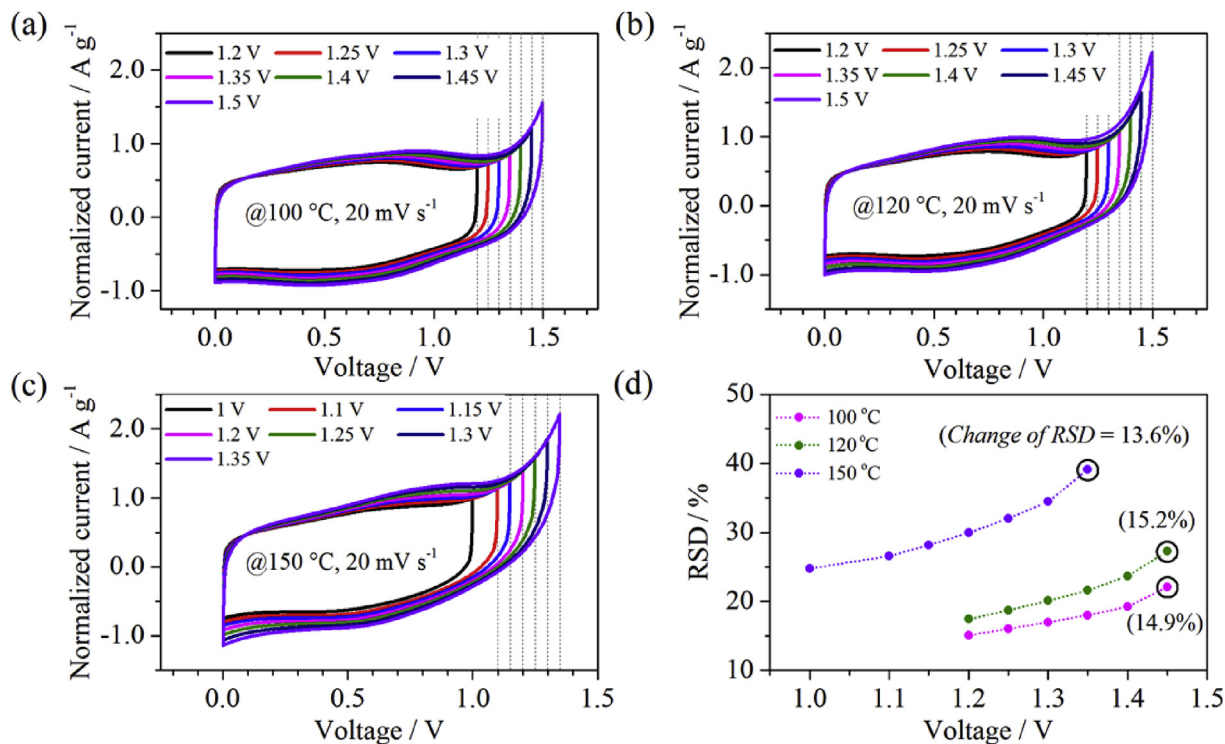 (a)
1.2 V 1.25 V 1.3 V
1.35 V 1.4 V 1.45 V
1.5 V
@100 °C, 20 mV s⁻¹
Normalized current / A g⁻¹
2.0
1.0
0.0
-1.0
0.0 0.5 1.0 1.5
Voltage / V
(b)
1.2 V 1.25 V 1.3 V
1.35 V 1.4 V 1.45 V
1.5 V
@120 °C, 20 mV s⁻¹
Normalized current / A g⁻¹
2.0
1.0
0.0
-1.0
0.0 0.5 1.0 1.5
Voltage / V
(c)
1 V 1.1 V 1.15 V
1.2 V 1.25 V 1.3 V
1.35 V
@150 °C, 20 mV s⁻¹
Normalized current / A g⁻¹
2.0
1.0
0.0
-1.0
0.0 0.5 1.0 1.5
Voltage / V
(d)
100 °C
120 °C
150 °C
(Change of RSD = 13.6%)
(15.2%)
(14.9%)
RSD / %
50
40
30
20
10
1.0 1.1 1.2 1.3 1.4 1.5
Voltage / V